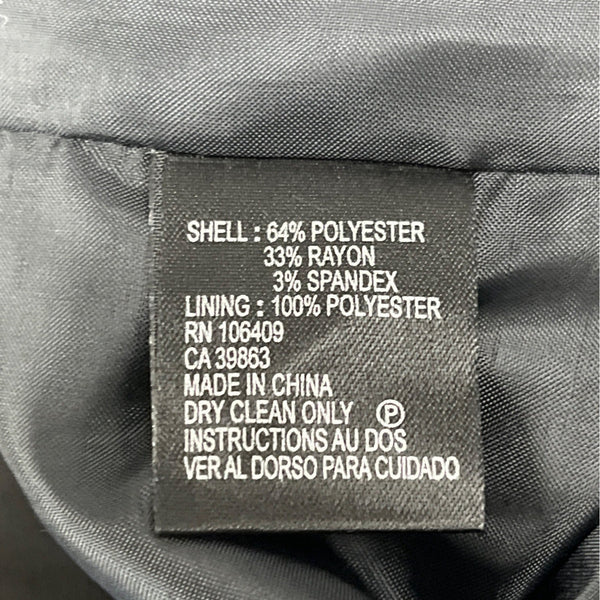 SHELL : 64% POLYESTER
33% RAYON
3% SPANDEX
LINING : 100% POLYESTER
RN 106409
CA 39863
MADE IN CHINA
DRY CLEAN ONLY Ⓟ
INSTRUCTIONS AU DOS
VER AL DORSO PARA CUIDADO